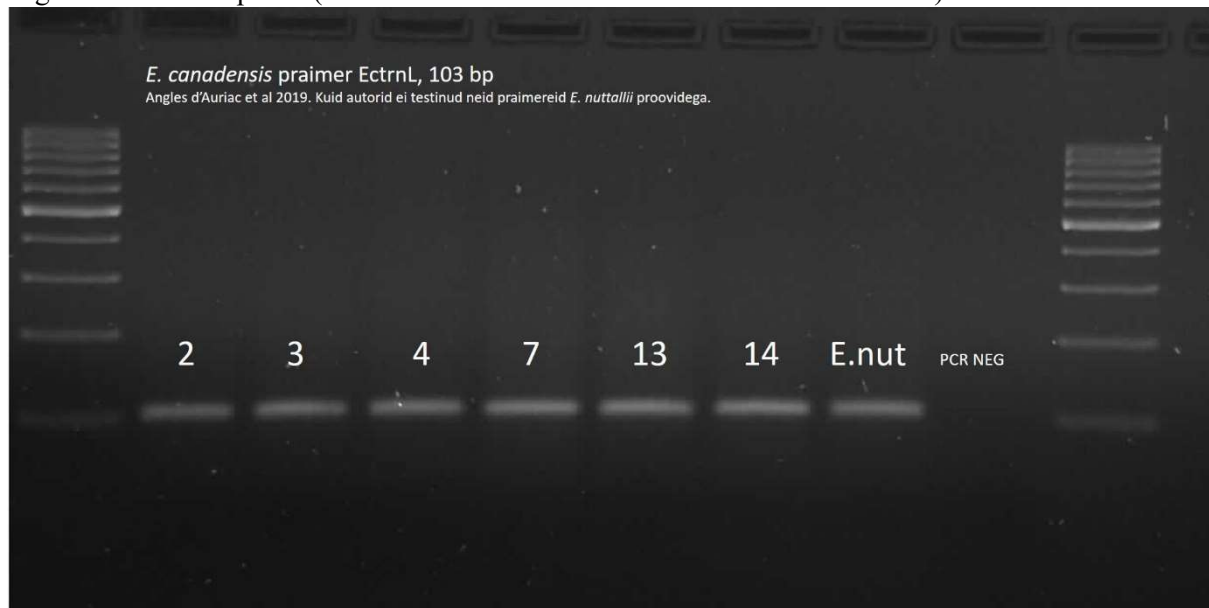 E. canadensis praimer EctrnL, 103 bp
Angles d'Auriac et al 2019. Kuid autorid ei testinud neid praimereid E. nuttallii proovidega.
2 3 4 7 13 14 E.nut PCR NEG